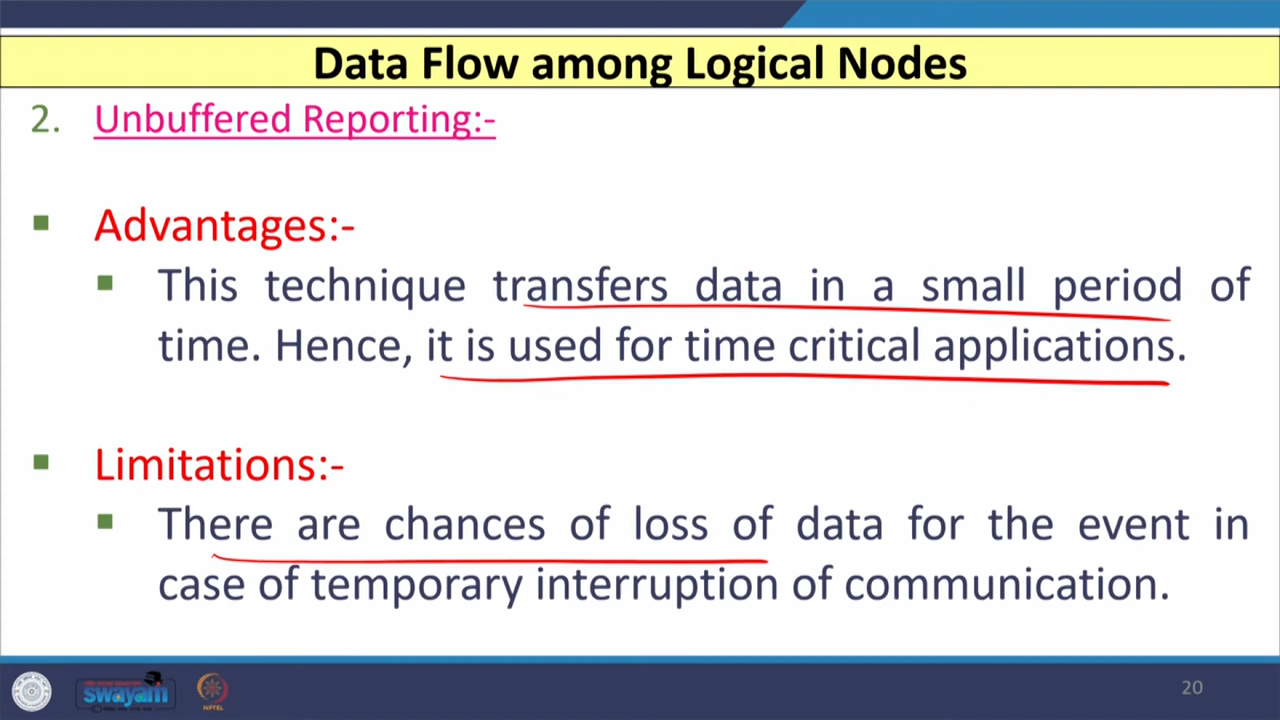 Data Flow among Logical Nodes
2. Unbuffered Reporting:-
Advantages:-
This technique transfers data in a small period of
time. Hence, it is used for time critical applications.
Limitations:-
There are chances of loss of data for the event in
case of temporary interruption of communication.
swayam
NPTEL
20